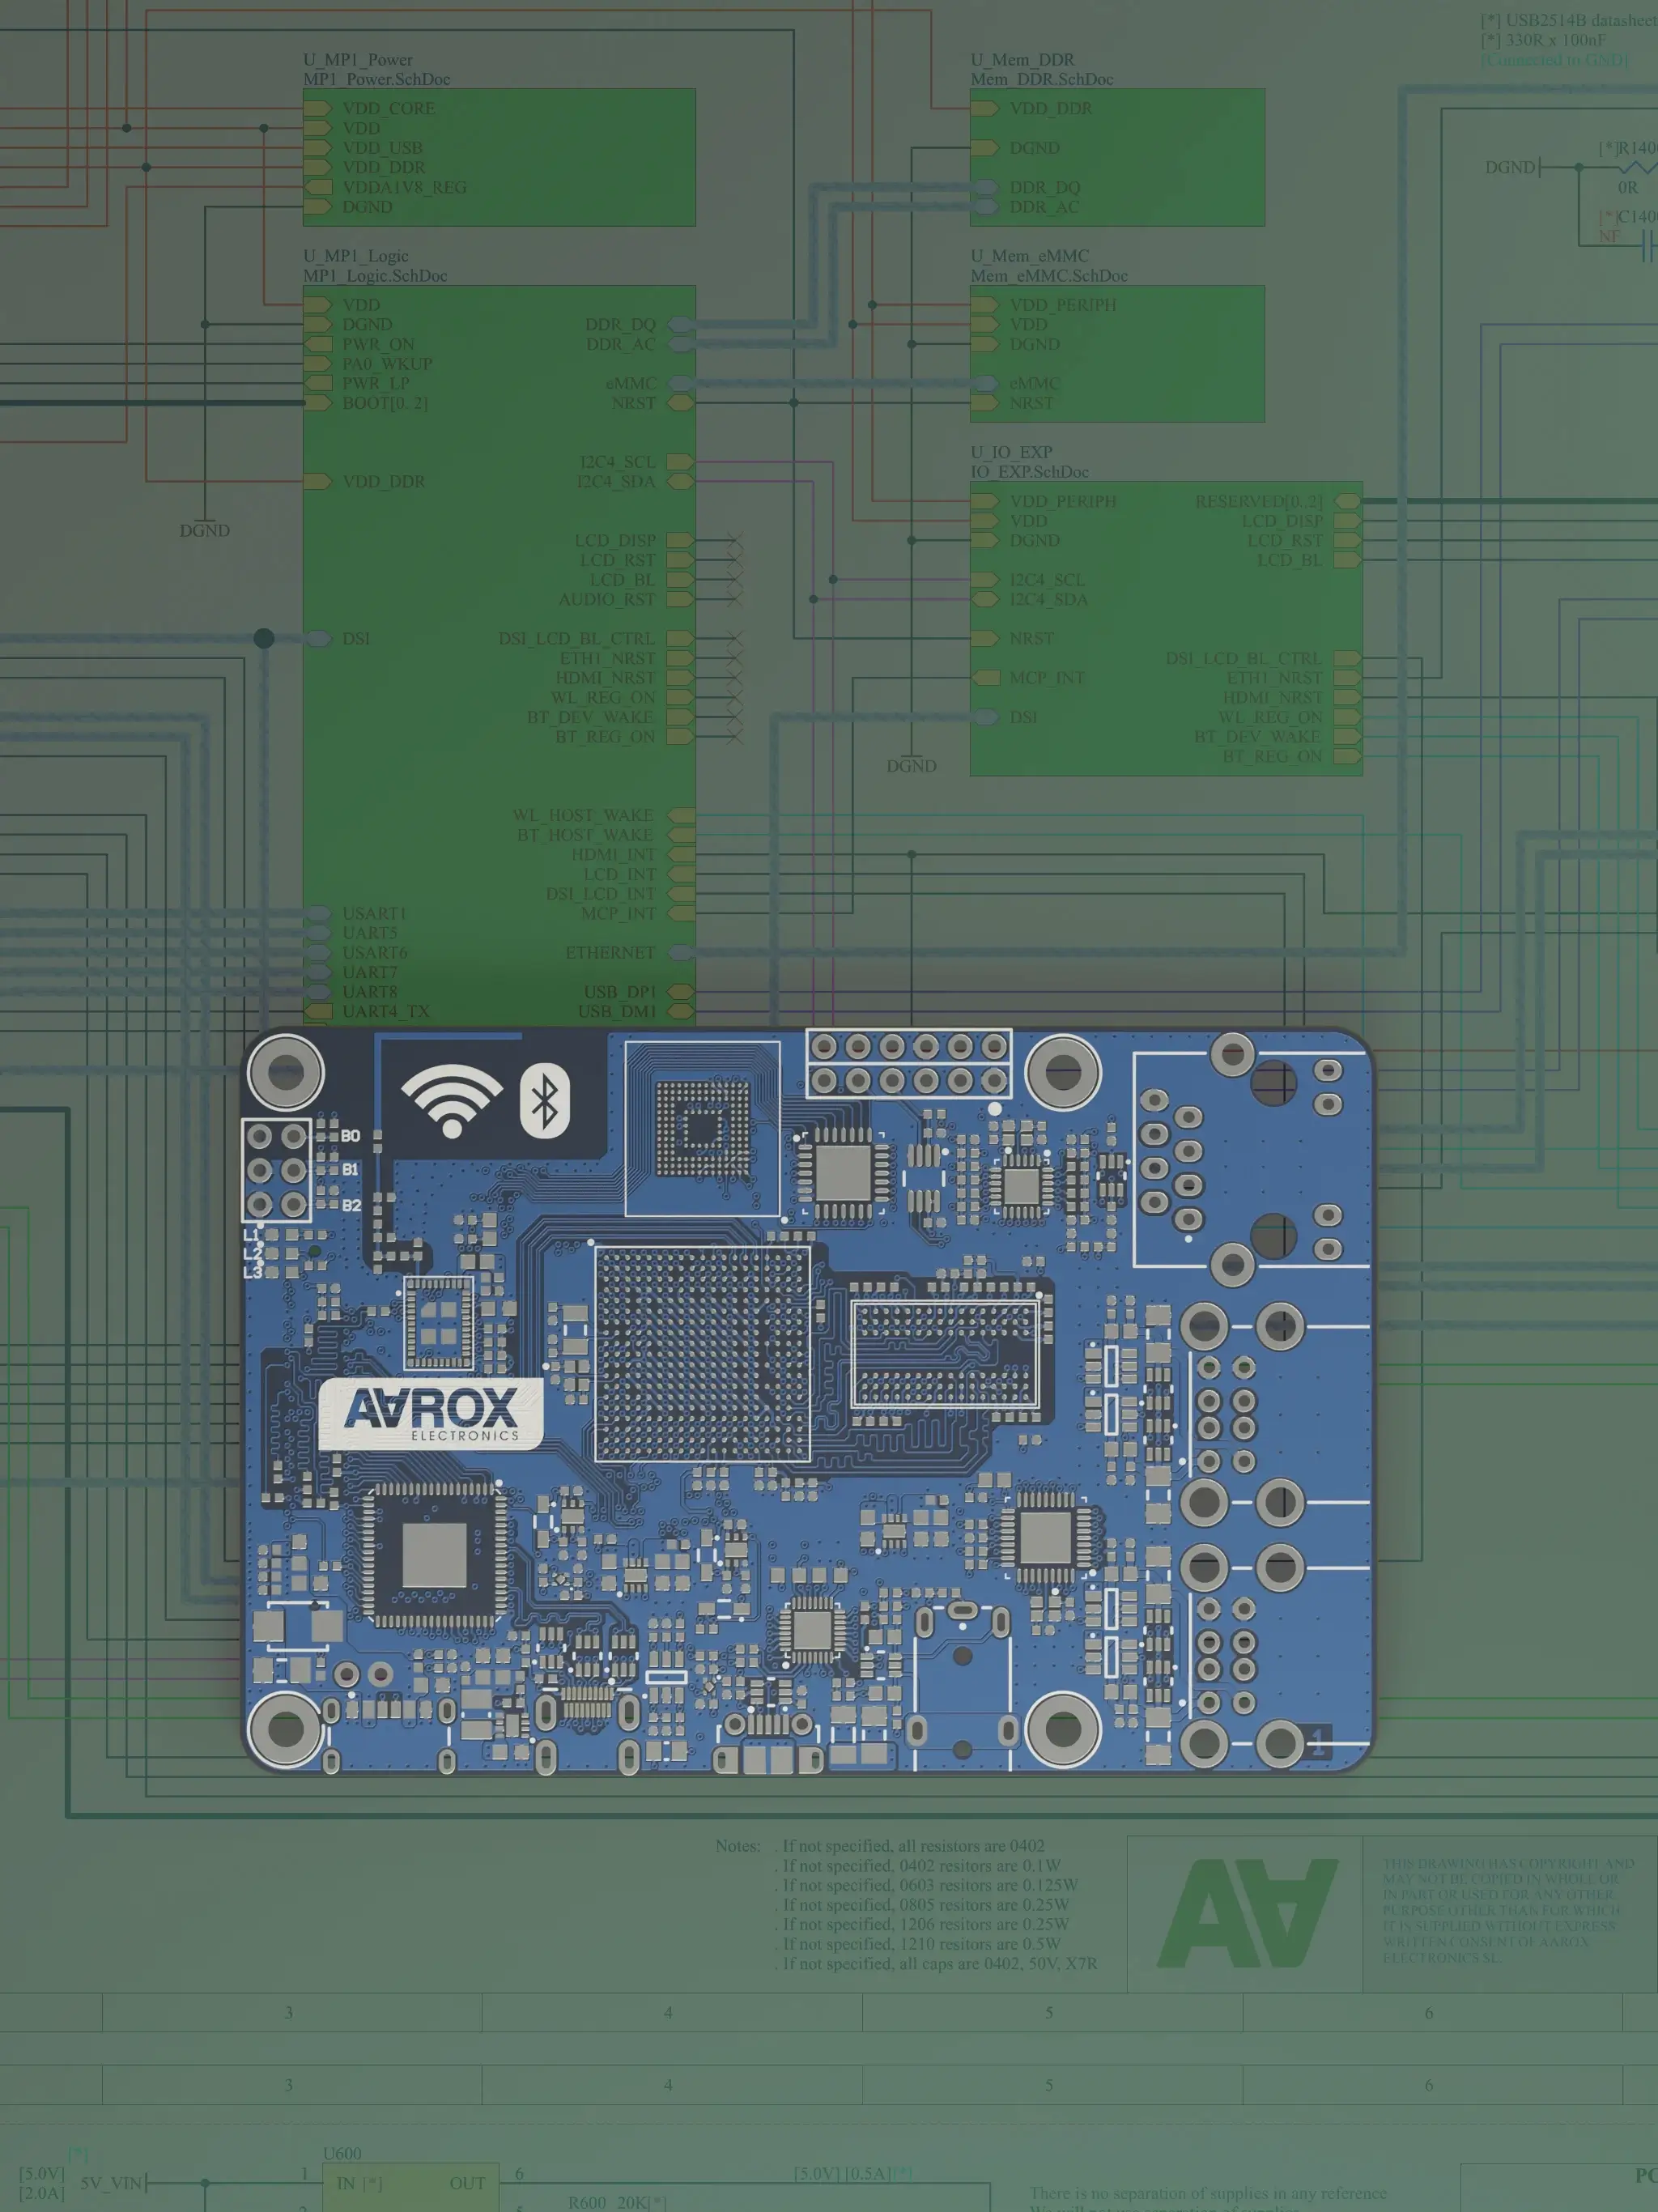 [*] USB2514B datasheet
[*] 330R x 100nF
[Connected to GND]
U_MP1_Power
MP1_Power.SchDoc
VDD_CORE
VDD
VDD_USB
VDD_DDR
VDDA1V8_REG
DGND
U_Mem_DDR
Mem_DDR.SchDoc
VDD_DDR
DGND
DDR_DQ
DDR_AC
DGND
[*]R140
0R
[*]C140
NF
U_MP1_Logic
MP1_Logic.SchDoc
VDD
DGND
PWR_ON
PA0_WKUP
PWR_LP
BOOT[0..2]
VDD_DDR
DGND
DSI
USART1
UART5
USART6
UART7
UART8
UART4_TX
DDR_DQ
DDR_AC
eMMC
NRST
I2C4_SCL
I2C4_SDA
LCD_DISP
LCD_RST
LCD_BL
AUDIO_RST
DSI_LCD_BL_CTRL
ETH1_NRST
HDMI_NRST
WL_REG_ON
BT_DEV_WAKE
BT_REG_ON
WL_HOST_WAKE
BT_HOST_WAKE
HDMI_INT
LCD_INT
DSI_LCD_INT
MCP_INT
ETHERNET
USB_DP1
USB_DM1
U_Mem_eMMC
Mem_eMMC.SchDoc
VDD_PERIPH
VDD
DGND
eMMC
NRST
U_IO_EXP
IO_EXP.SchDoc
VDD_PERIPH
VDD
DGND
I2C4_SCL
I2C4_SDA
NRST
MCP_INT
DSI
DGND
RESERVED[0..2]
LCD_DISP
LCD_RST
LCD_BL
DSI_LCD_BL_CTRL
ETH1_NRST
HDMI_NRST
WL_REG_ON
BT_DEV_WAKE
BT_REG_ON
B0
B1
B2
L1
L2
L3
AAROX
ELECTRONICS
1
Notes: . If not specified, all resistors are 0402
. If not specified, 0402 resitors are 0.1W
. If not specified, 0603 resitors are 0.125W
. If not specified, 0805 resitors are 0.25W
. If not specified, 1206 resitors are 0.25W
. If not specified, 1210 resitors are 0.5W
. If not specified, all caps are 0402, 50V, X7R
AA
THIS DRAWING HAS COPYRIGHT AND
MAY NOT BE COPIED IN WHOLE OR
IN PART OR USED FOR ANY OTHER
PURPOSE OTHER THAN FOR WHICH
IT IS SUPPLIED WITHOUT EXPRESS
WRITTEN CONSENT OF AAROX
ELECTRONICS SL.
3 4 5 6
3 4 5 6
[*]
[5.0V]
[2.0A]
5V_VIN
U600
1 IN [*] OUT 6
[5.0V] [0.5A][*]
R600 20K[*]
There is no separation of supplies in any reference